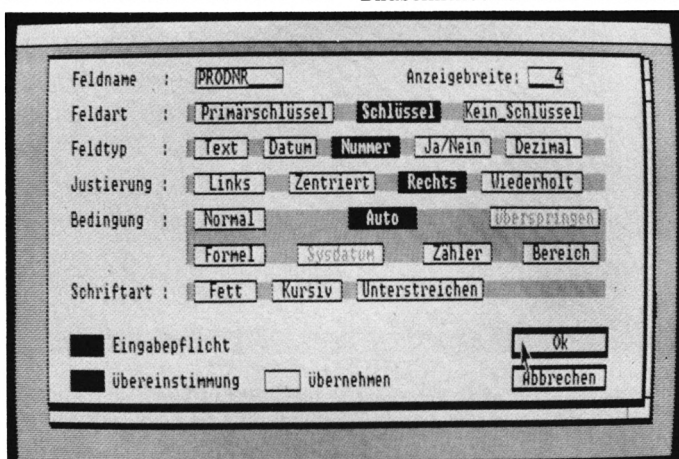 Feldname : PRODNR Anzeigebreite: 4
Feldart : Primärschlüssel Schlüssel Kein_Schlüssel
Feldtyp : Text Datum Nummer Ja/Nein Dezimal
Justierung : Links Zentriert Rechts Wiederholt
Bedingung : Normal Auto überspringen
Formel Sysdatum Zähler Bereich
Schriftart : Fett Kursiv Unterstreichen
Eingabepflicht Ok
übereinstimmung übernehmen Abbrechen